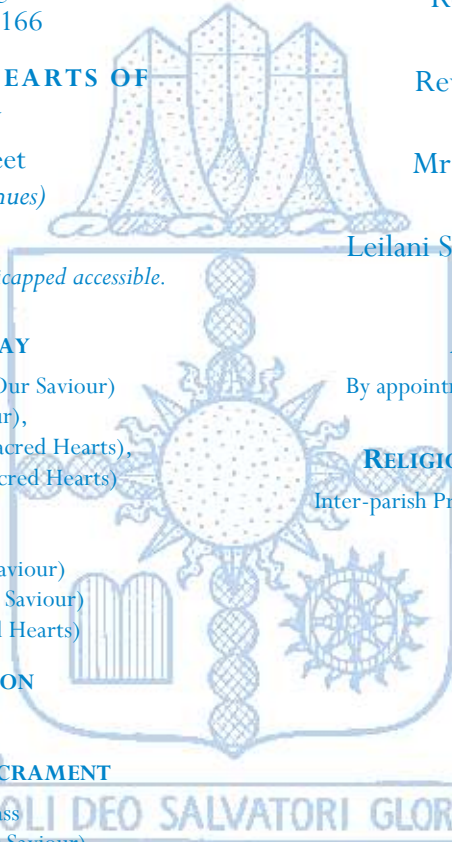 166
EARTS OF
eet
nues)
capped accessible.
AY
Our Saviour)
ur),
acred Hearts),
cred Hearts)
aviour)
Saviour)
l Hearts)
ON
CRAMENT
ass
Saviour)
R
Rev
Mr
Leilani S
By appointm
RELIGIO
Inter-parish Pr
OLI DEO SALVATORI GLOR